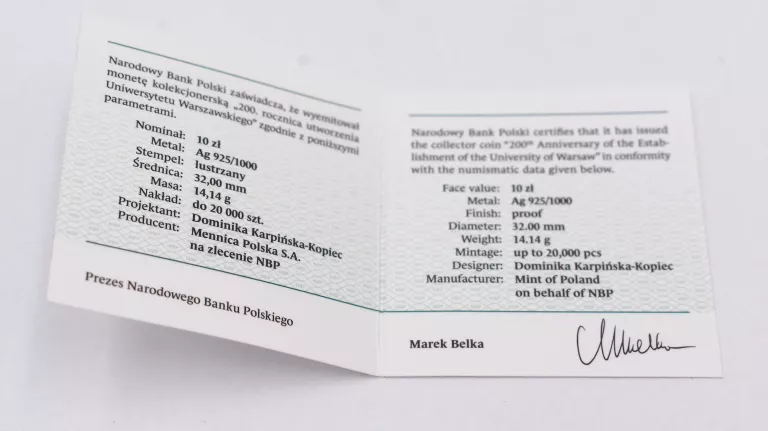 Narodowy Bank Polski zaświadcza, że wyemitował
monetę kolekcjonerską „200. rocznica utworzenia
Uniwersytetu Warszawskiego” zgodnie z poniższymi
parametrami.
Nominał: 10 zł
Metal: Ag 925/1000
Stempel: lustrzany
Średnica: 32,00 mm
Masa: 14,14 g
Nakład: do 20 000 szt.
Projektant: Dominika Karpińska-Kopiec
Producent: Mennica Polska S.A.
na zlecenie NBP
Prezes Narodowego Banku Polskiego
Narodowy Bank Polski certifies that it has issued
the collector coin “200th Anniversary of the Estab-
lishment of the University of Warsaw” in conformity
with the numismatic data given below.
Face value: 10 zł
Metal: Ag 925/1000
Finish: proof
Diameter: 32.00 mm
Weight: 14.14 g
Mintage: up to 20,000 pcs
Designer: Dominika Karpińska-Kopiec
Manufacturer: Mint of Poland
on behalf of NBP
Marek Belka